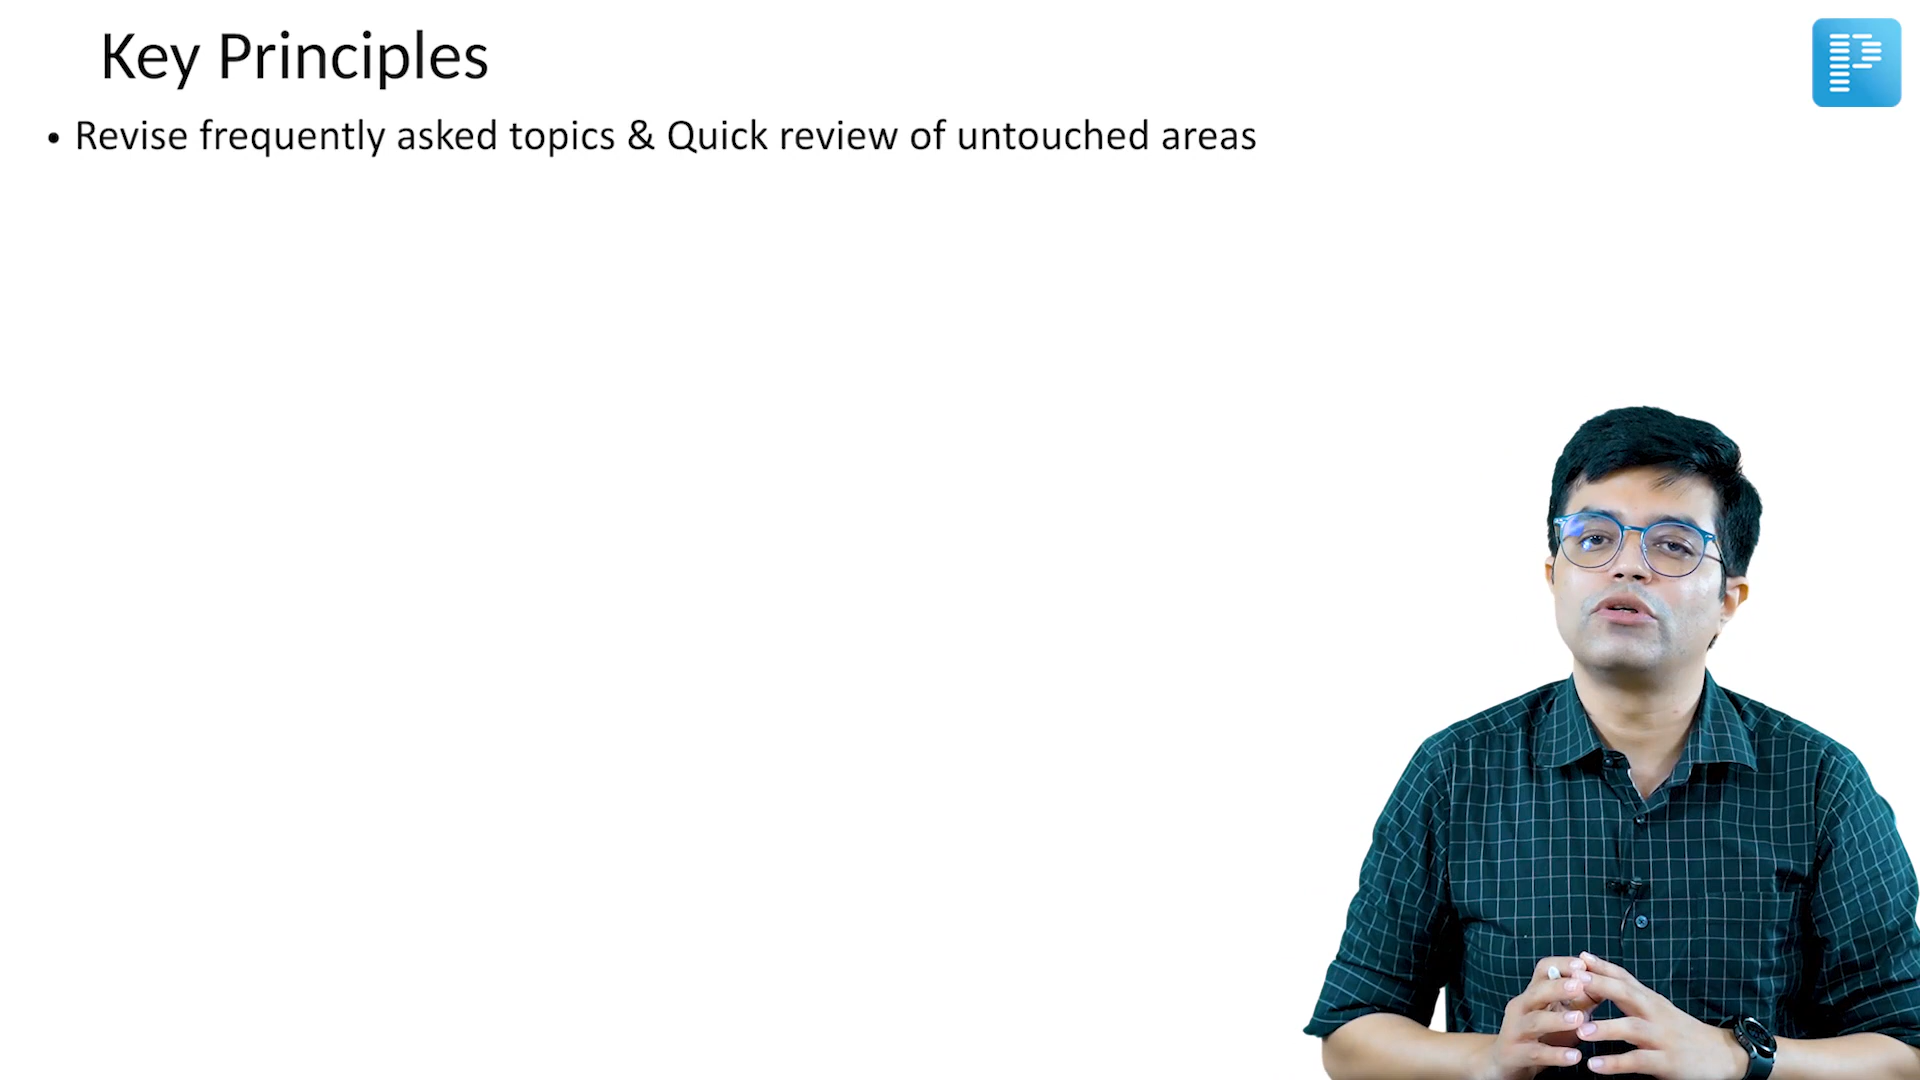 Key Principles
• Revise frequently asked topics & Quick review of untouched areas